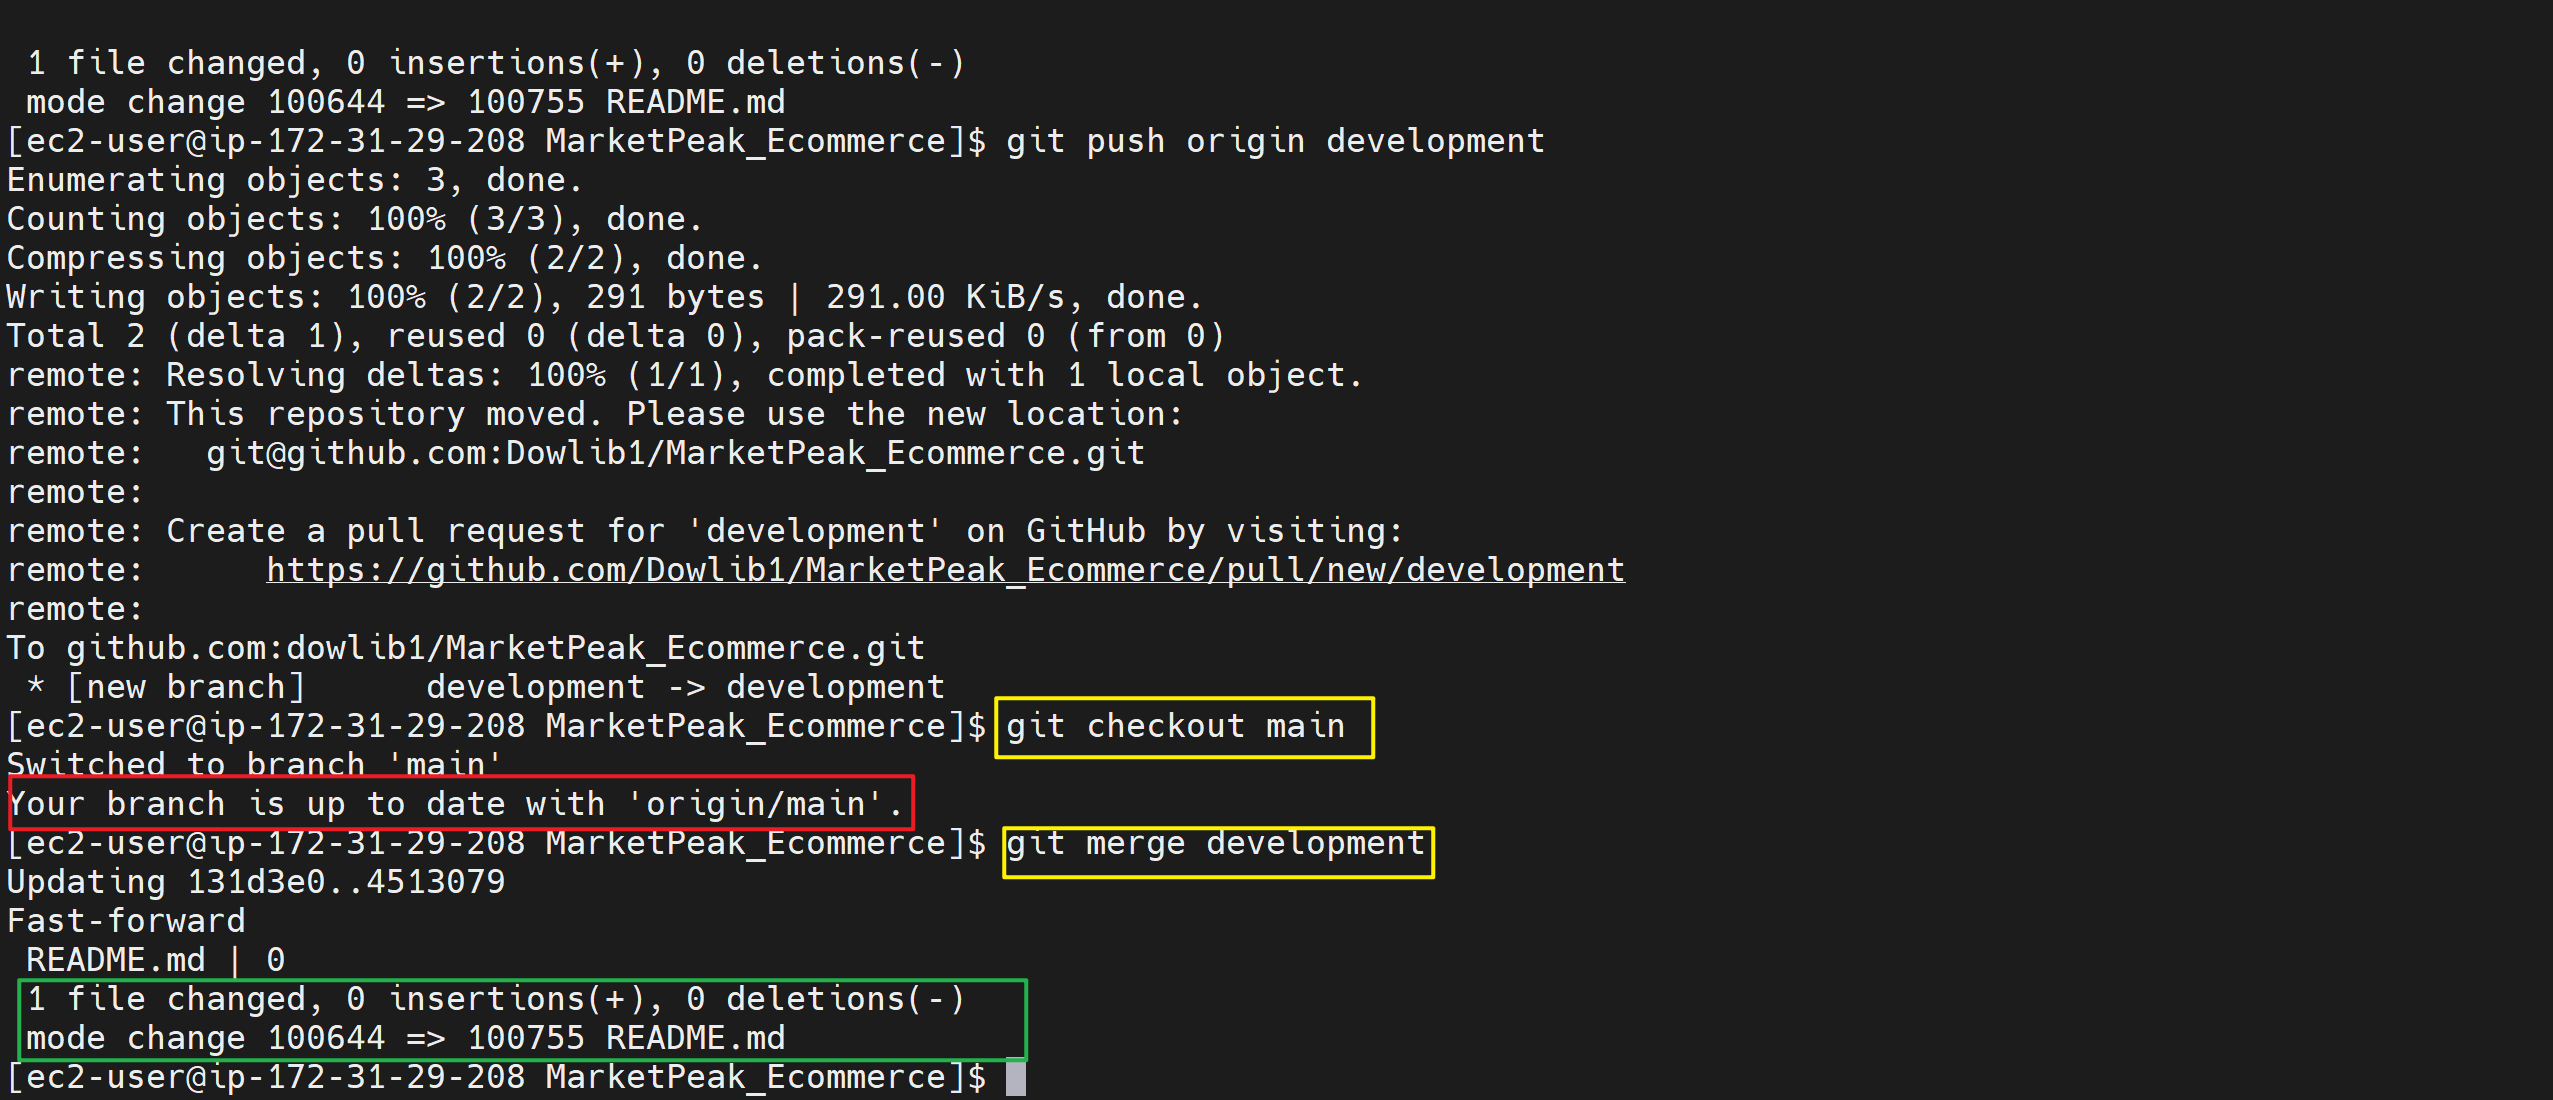 1 file changed, 0 insertions(+), 0 deletions(-)
mode change 100644 => 100755 README.md
[ec2-user@ip-172-31-29-208 MarketPeak_Ecommerce]$ git push origin development
Enumerating objects: 3, done.
Counting objects: 100% (3/3), done.
Compressing objects: 100% (2/2), done.
Writing objects: 100% (2/2), 291 bytes | 291.00 KiB/s, done.
Total 2 (delta 1), reused 0 (delta 0), pack-reused 0 (from 0)
remote: Resolving deltas: 100% (1/1), completed with 1 local object.
remote: This repository moved. Please use the new location:
remote:   git@github.com:Dowlib1/MarketPeak_Ecommerce.git
remote:
remote: Create a pull request for 'development' on GitHub by visiting:
remote:      https://github.com/Dowlib1/MarketPeak_Ecommerce/pull/new/development
remote:
To github.com:dowlib1/MarketPeak_Ecommerce.git
 * [new branch]      development -> development
[ec2-user@ip-172-31-29-208 MarketPeak_Ecommerce]$ git checkout main
Switched to branch 'main'
Your branch is up to date with 'origin/main'.
[ec2-user@ip-172-31-29-208 MarketPeak_Ecommerce]$ git merge development
Updating 131d3e0..4513079
Fast-forward
 README.md | 0
 1 file changed, 0 insertions(+), 0 deletions(-)
 mode change 100644 => 100755 README.md
[ec2-user@ip-172-31-29-208 MarketPeak_Ecommerce]$